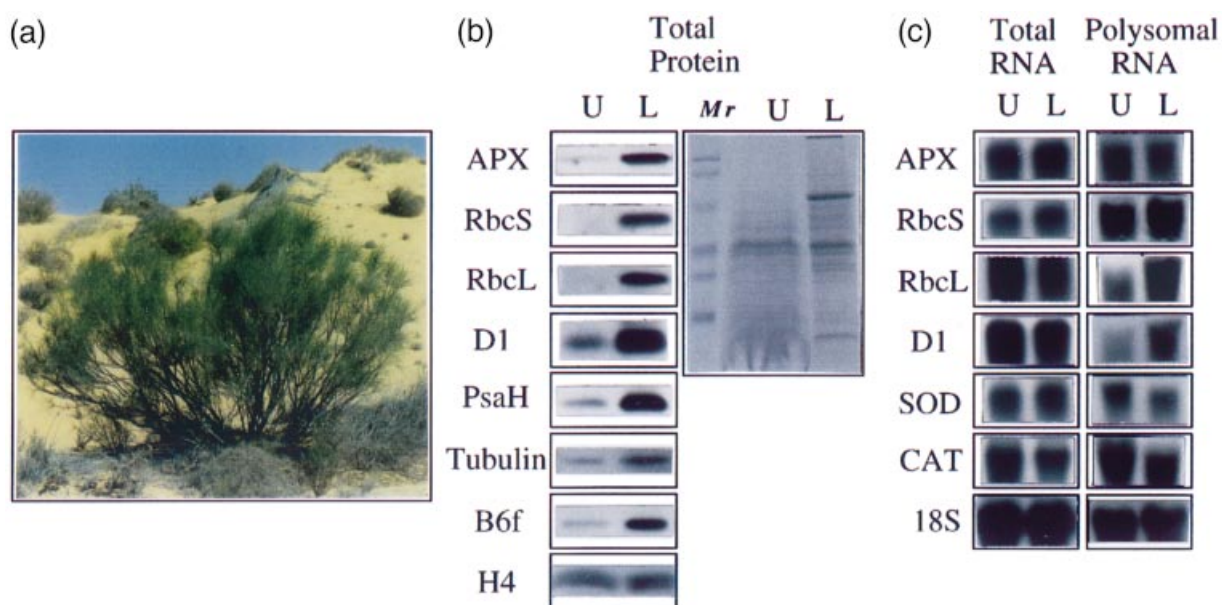 (a)
(b)
Total
Protein
U L Mr U L
APX
RbcS
RbcL
D1
PsaH
Tubulin
B6f
H4
(c)
Total RNA
Polysomal RNA
U L U L
APX
RbcS
RbcL
D1
SOD
CAT
18S